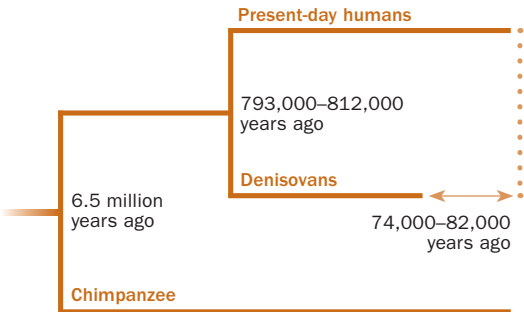 Present-day humans
793,000–812,000
years ago
Denisovans
6.5 million
years ago
74,000–82,000
years ago
Chimpanzee